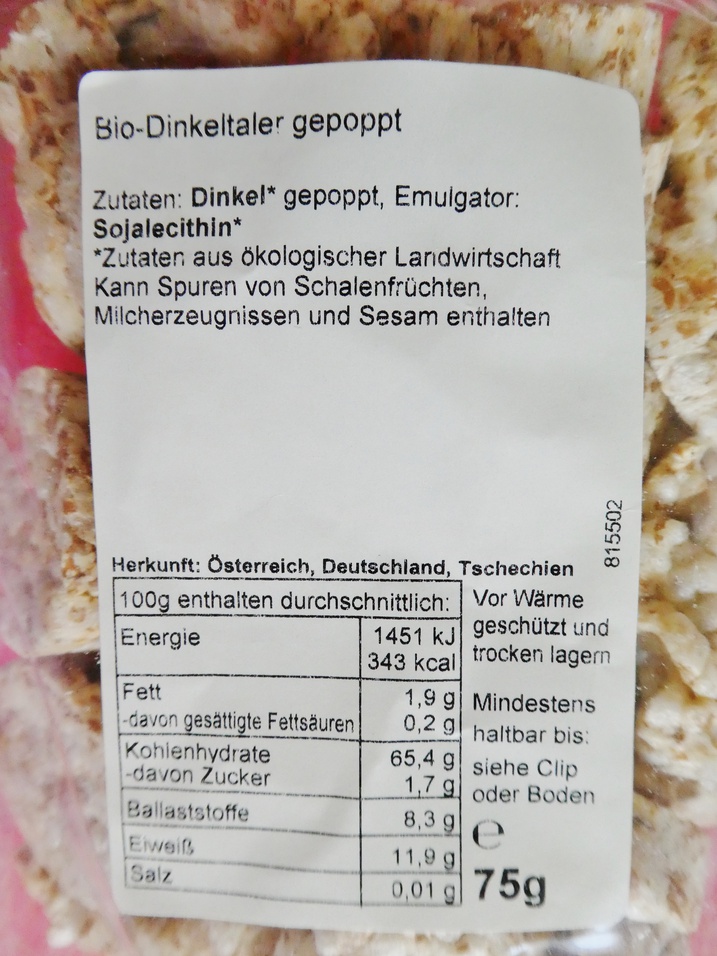 Bio-Dinkeltaler gepoppt
Zutaten: Dinkel* gepoppt, Emulgator:
Sojalecithin*
*Zutaten aus ökologischer Landwirtschaft
Kann Spuren von Schalenfrüchten,
Milcherzeugnissen und Sesam enthalten
815502
Herkunft: Österreich, Deutschland, Tschechien
100g enthalten durchschnittlich:
Energie 1451 kJ
343 kcal
Fett 1,9 g
-davon gesättigte Fettsäuren 0,2 g
Kohlenhydrate 65,4 g
-davon Zucker 1,7 g
Ballaststoffe 8,3 g
Eiweiß 11,9 g
Salz 0,01 g
Vor Wärme
geschützt und
trocken lagern
Mindestens
haltbar bis:
siehe Clip
oder Boden
℮
75g